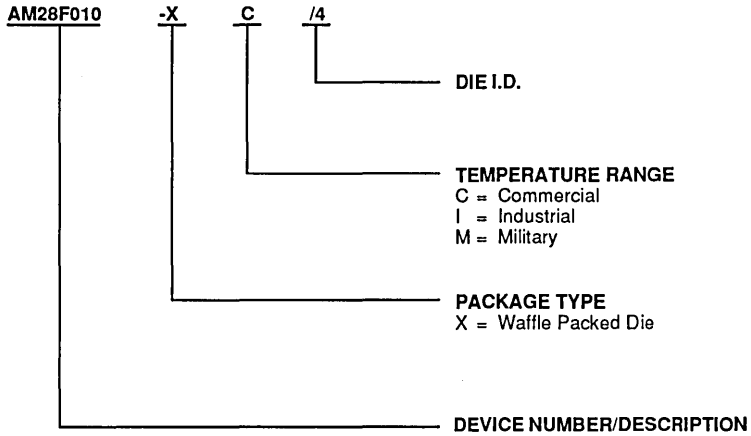 AM28F010 -X C /4
DIE I.D.
TEMPERATURE RANGE
C = Commercial
I = Industrial
M = Military
PACKAGE TYPE
X = Waffle Packed Die
DEVICE NUMBER/DESCRIPTION